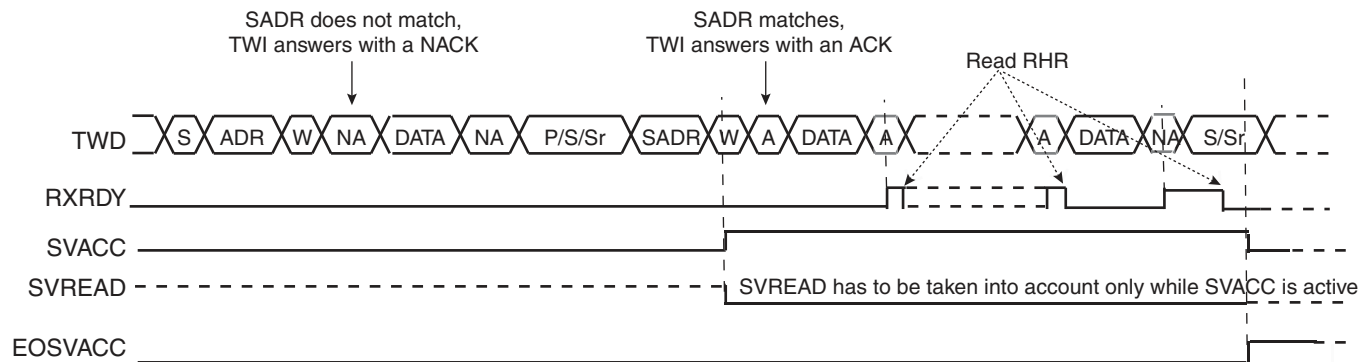 SADR does not match,
TWI answers with a NACK
SADR matches,
TWI answers with an ACK
Read RHR
TWD S ADR W NA DATA NA P/S/Sr SADR W A DATA A A DATA NA S/Sr
RXRDY
SVACC
SVREAD SVREAD has to be taken into account only while SVACC is active
EOSVACC